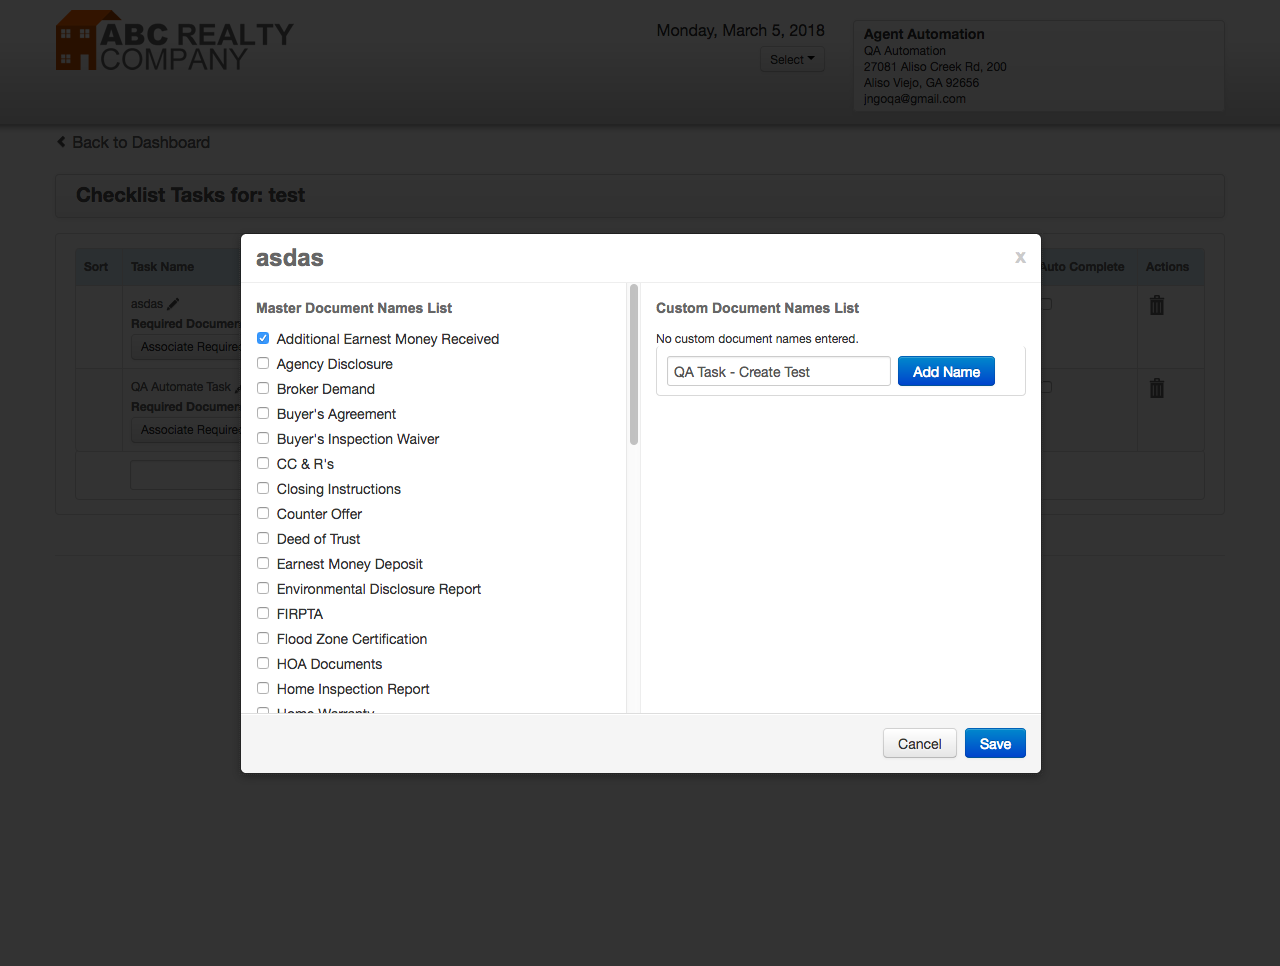 ABC REALTY
COMPANY
Monday, March 5, 2018
Select
Agent Automation
QA Automation
27081 Aliso Creek Rd, 200
Aliso Viejo, GA 92656
jngoqa@gmail.com
Back to Dashboard
Checklist Tasks for: test
Sort Task Name Auto Complete Actions
asdas
Required Documen
Associate Require
QA Automate Task
Required Documen
Associate Require
asdas
x
Master Document Names List
Additional Earnest Money Received
Agency Disclosure
Broker Demand
Buyer's Agreement
Buyer's Inspection Waiver
CC & R's
Closing Instructions
Counter Offer
Deed of Trust
Earnest Money Deposit
Environmental Disclosure Report
FIRPTA
Flood Zone Certification
HOA Documents
Home Inspection Report
Home Warranty
Custom Document Names List
No custom document names entered.
QA Task - Create Test
Add Name
Cancel
Save